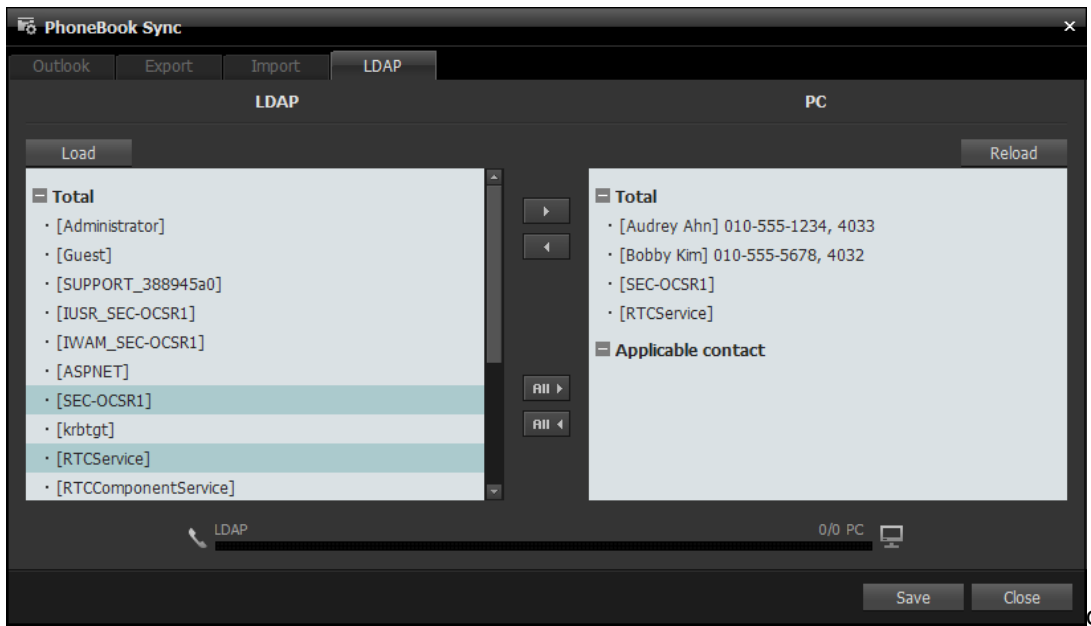 PhoneBook Sync
Outlook Export Import LDAP
LDAP PC
Load Reload
Total
· [Administrator]
· [Guest]
· [SUPPORT_388945a0]
· [IUSR_SEC-OCSR1]
· [IWAM_SEC-OCSR1]
· [ASPNET]
· [SEC-OCSR1]
· [krbtgt]
· [RTCService]
· [RTCComponentService]
All
All
Total
· [Audrey Ahn] 010-555-1234, 4033
· [Bobby Kim] 010-555-5678, 4032
· [SEC-OCSR1]
· [RTCService]
Applicable contact
LDAP 0/0 PC
Save Close